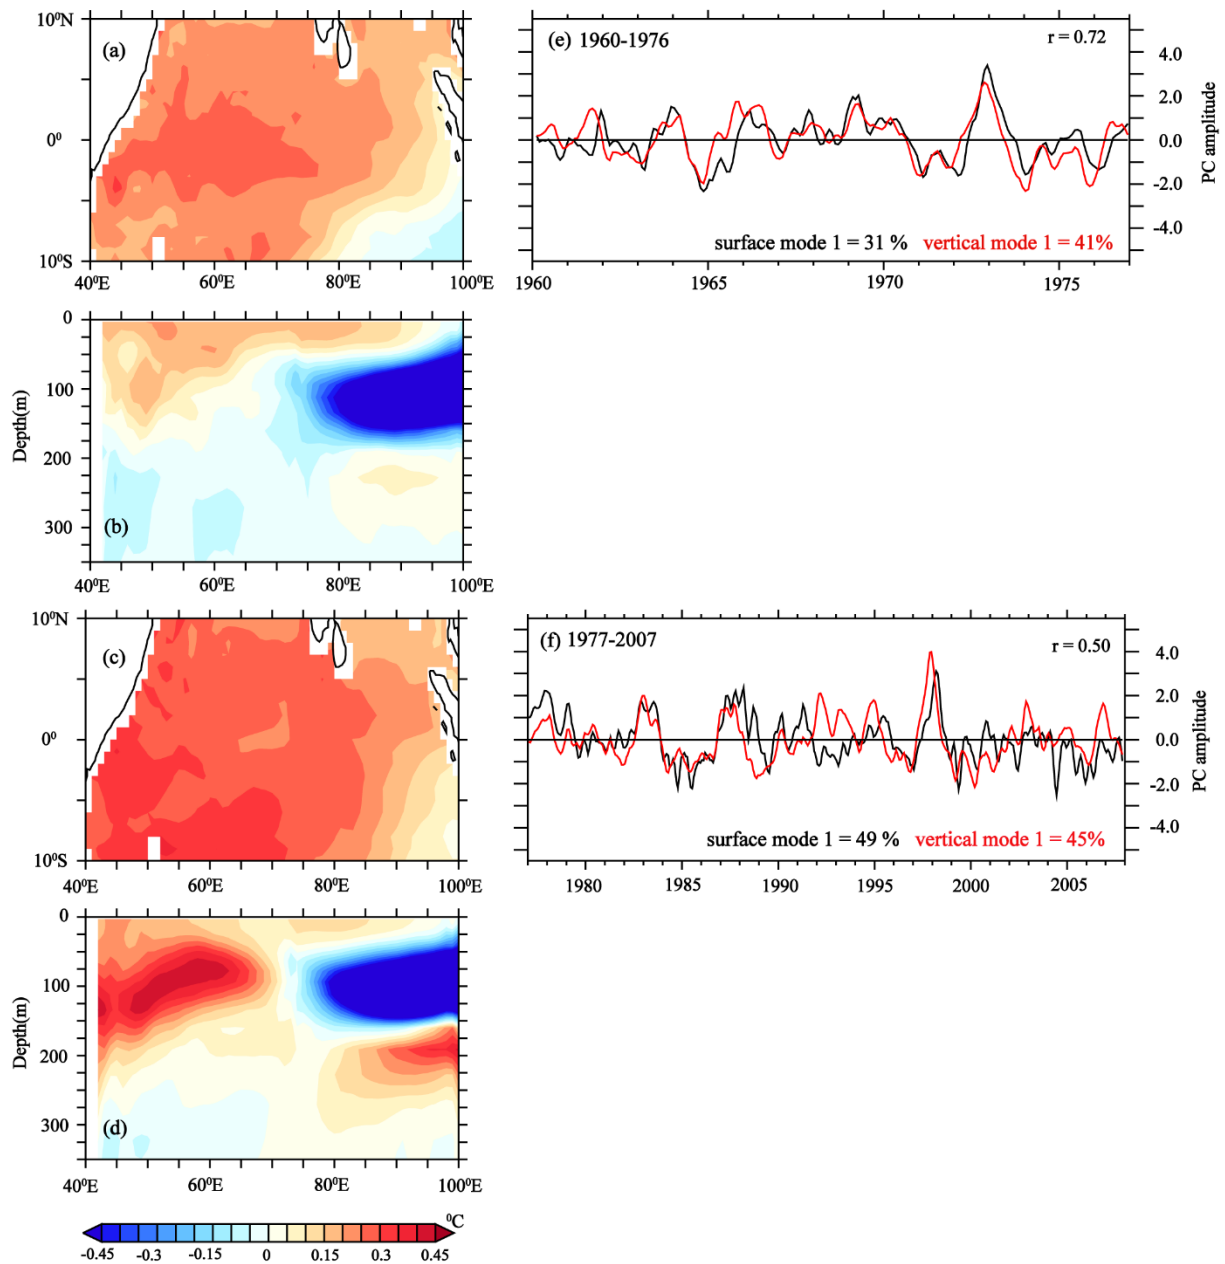 10⁰N
(a)
0⁰
10⁰S
40⁰E 60⁰E 80⁰E 100⁰E
(e) 1960-1976
r = 0.72
4.0
2.0
0.0
-2.0
-4.0
PC amplitude
surface mode 1 = 31 % vertical mode 1 = 41%
1960 1965 1970 1975
0
100
200
300
Depth(m)
(b)
40⁰E 60⁰E 80⁰E 100⁰E
10⁰N
(c)
0⁰
10⁰S
40⁰E 60⁰E 80⁰E 100⁰E
(f) 1977-2007
r = 0.50
4.0
2.0
0.0
-2.0
-4.0
PC amplitude
surface mode 1 = 49 % vertical mode 1 = 45%
1980 1985 1990 1995 2000 2005
0
100
200
300
Depth(m)
(d)
40⁰E 60⁰E 80⁰E 100⁰E
⁰C
-0.45 -0.3 -0.15 0 0.15 0.3 0.45